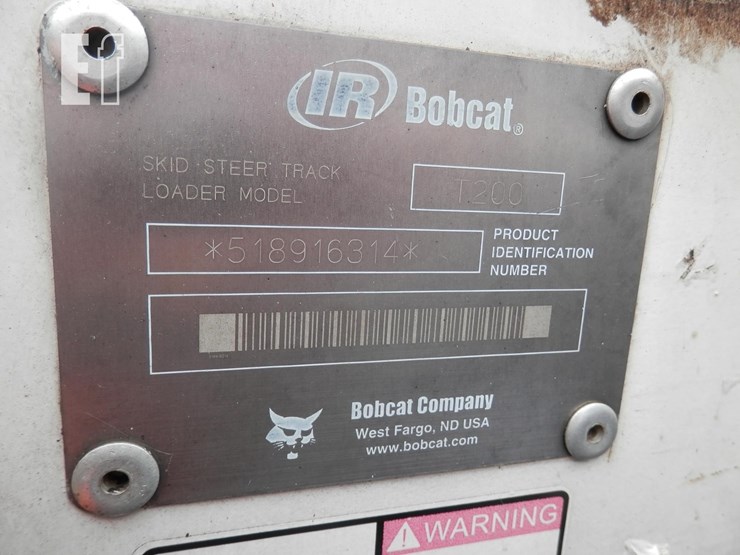 ET
IR Bobcat®
SKID STEER TRACK
LOADER MODEL
T200
*518916314*
PRODUCT
IDENTIFICATION
NUMBER
Bobcat Company
West Fargo, ND USA
www.bobcat.com
WARNING